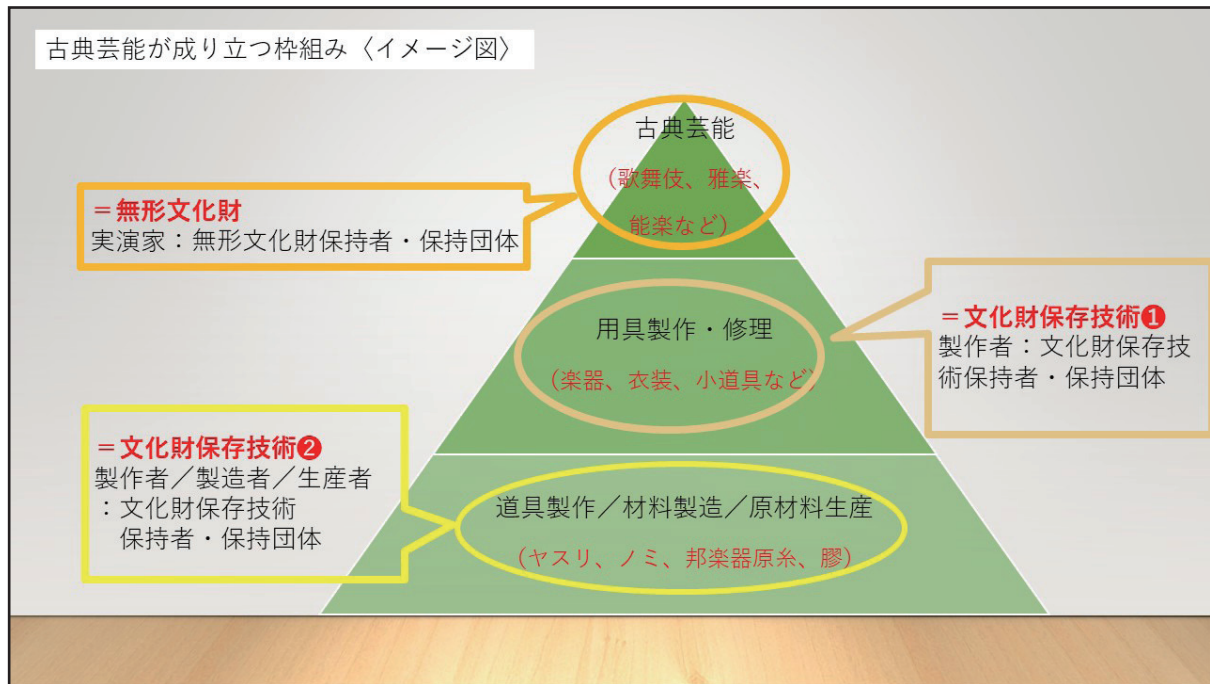 古典芸能が成り立つ枠組み〈イメージ図〉
古典芸能
（歌舞伎、雅楽、
能楽など）
＝無形文化財
実演家：無形文化財保持者・保持団体
用具製作・修理
（楽器、衣装、小道具など）
＝文化財保存技術❶
製作者：文化財保存技
術保持者・保持団体
＝文化財保存技術❷
製作者／製造者／生産者
：文化財保存技術
保持者・保持団体
道具製作／材料製造／原材料生産
（ヤスリ、ノミ、邦楽器原糸、膠）